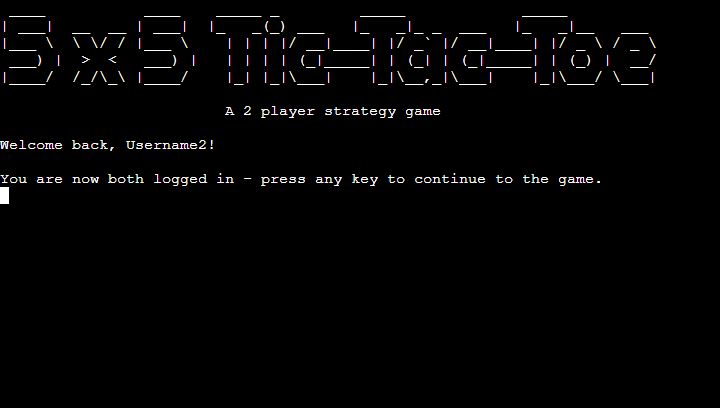 5x5 Tic-Tac-Toe
A 2 player strategy game
Welcome back, Username2!
You are now both logged in - press any key to continue to the game.